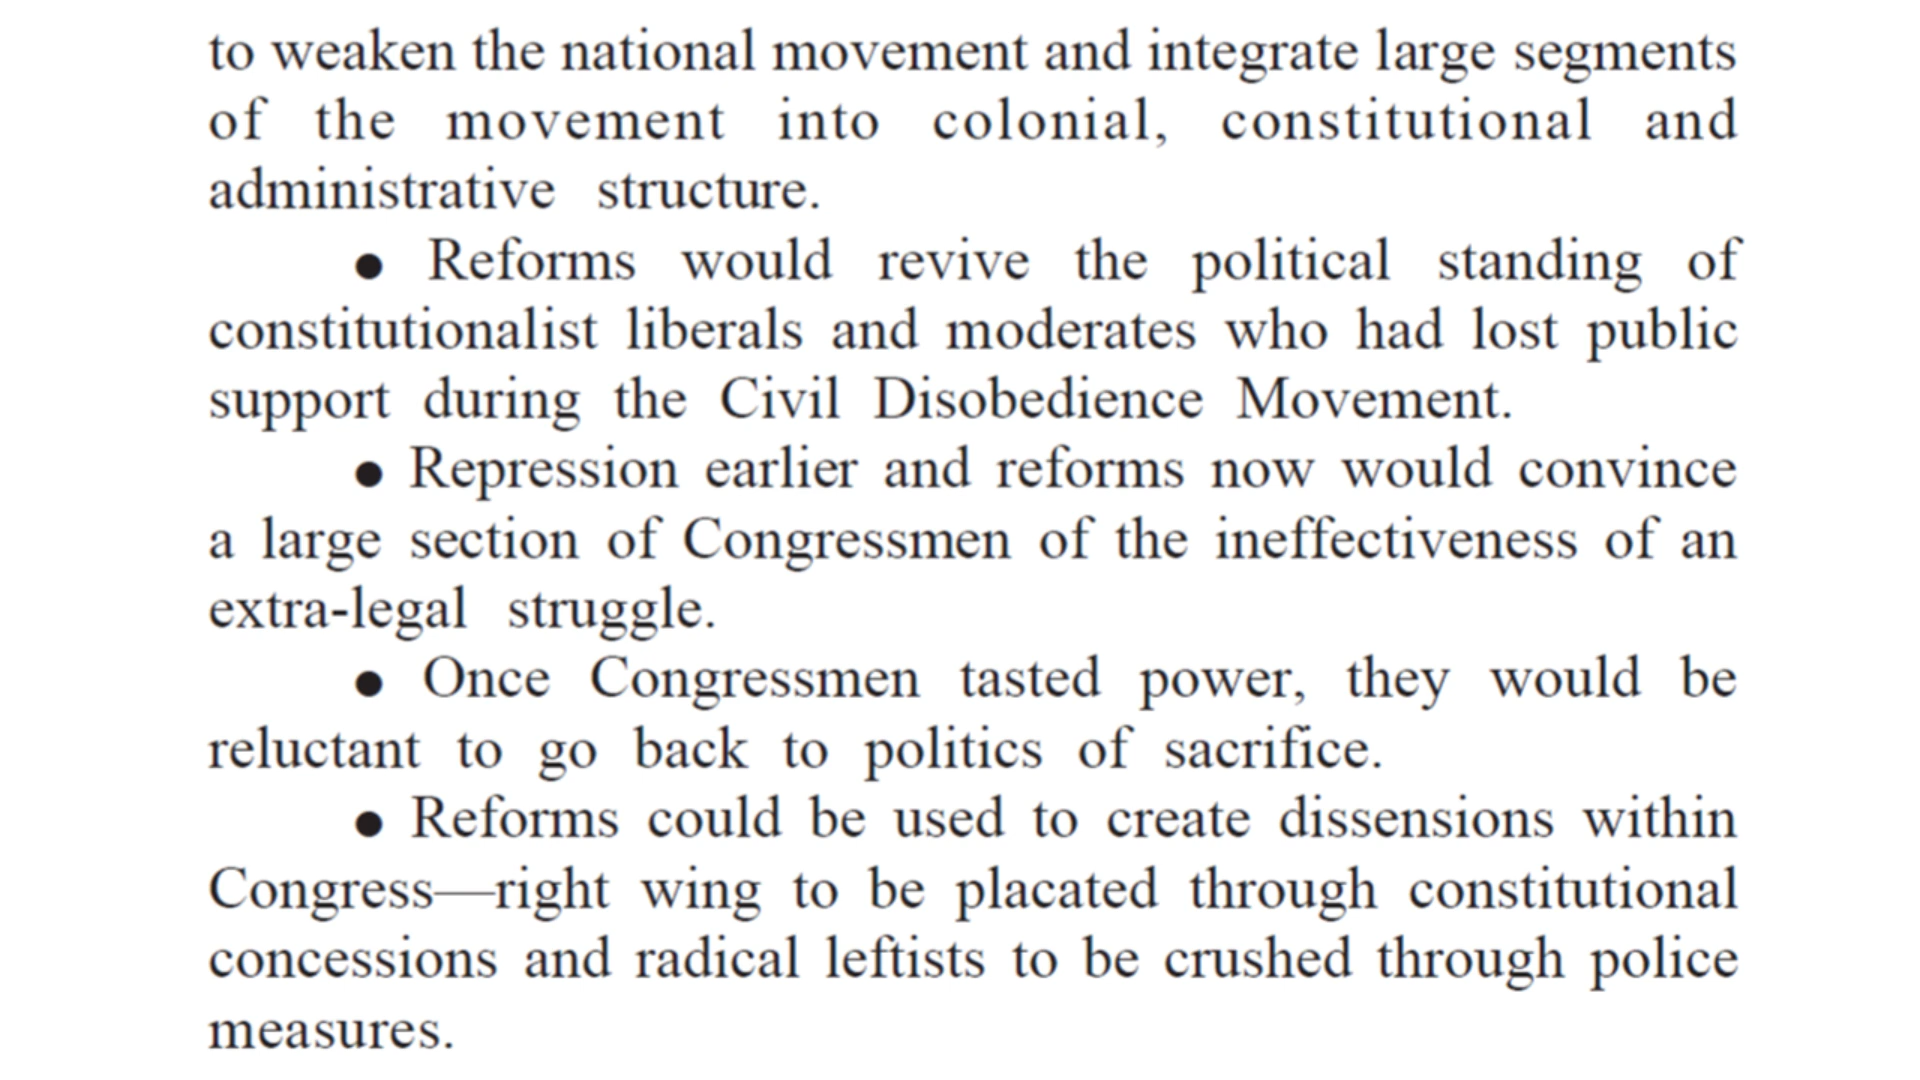 to weaken the national movement and integrate large segments
of the movement into colonial, constitutional and
administrative structure.
● Reforms would revive the political standing of
constitutionalist liberals and moderates who had lost public
support during the Civil Disobedience Movement.
● Repression earlier and reforms now would convince
a large section of Congressmen of the ineffectiveness of an
extra-legal struggle.
● Once Congressmen tasted power, they would be
reluctant to go back to politics of sacrifice.
● Reforms could be used to create dissensions within
Congress—right wing to be placated through constitutional
concessions and radical leftists to be crushed through police
measures.